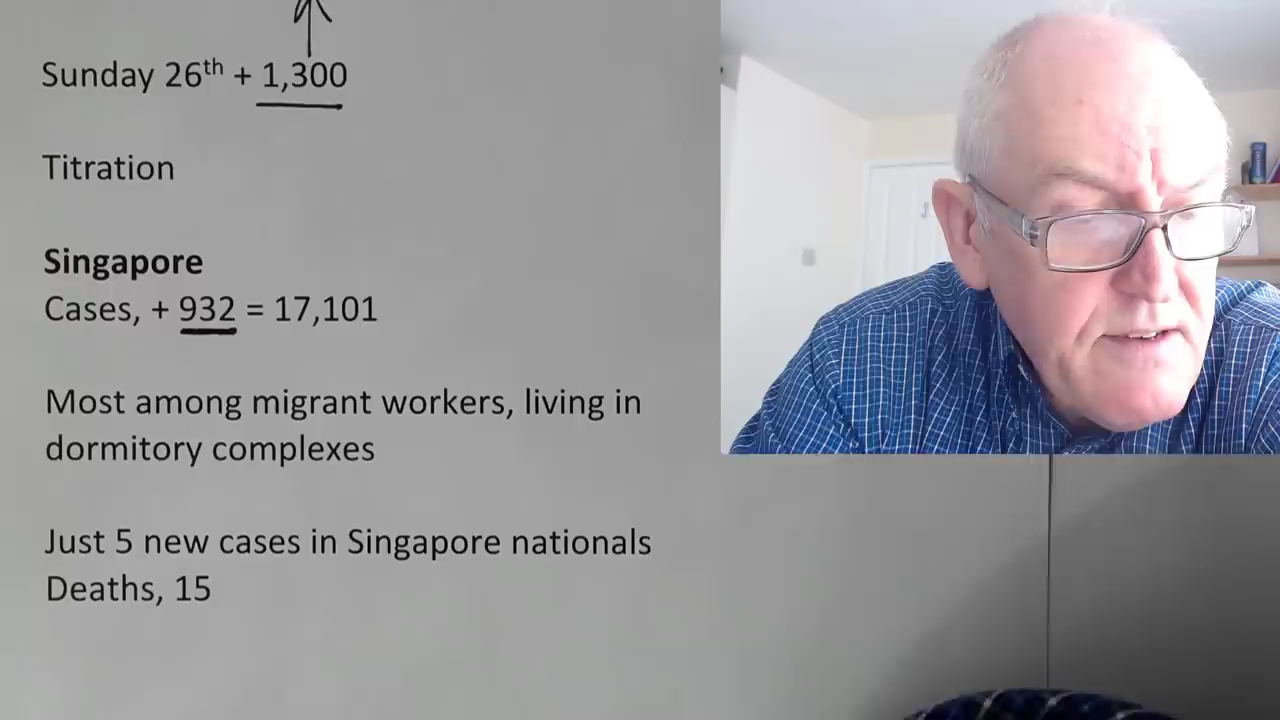 Sunday 26th + 1,300
Titration
Singapore
Cases, + 932 = 17,101
Most among migrant workers, living in
dormitory complexes
Just 5 new cases in Singapore nationals
Deaths, 15